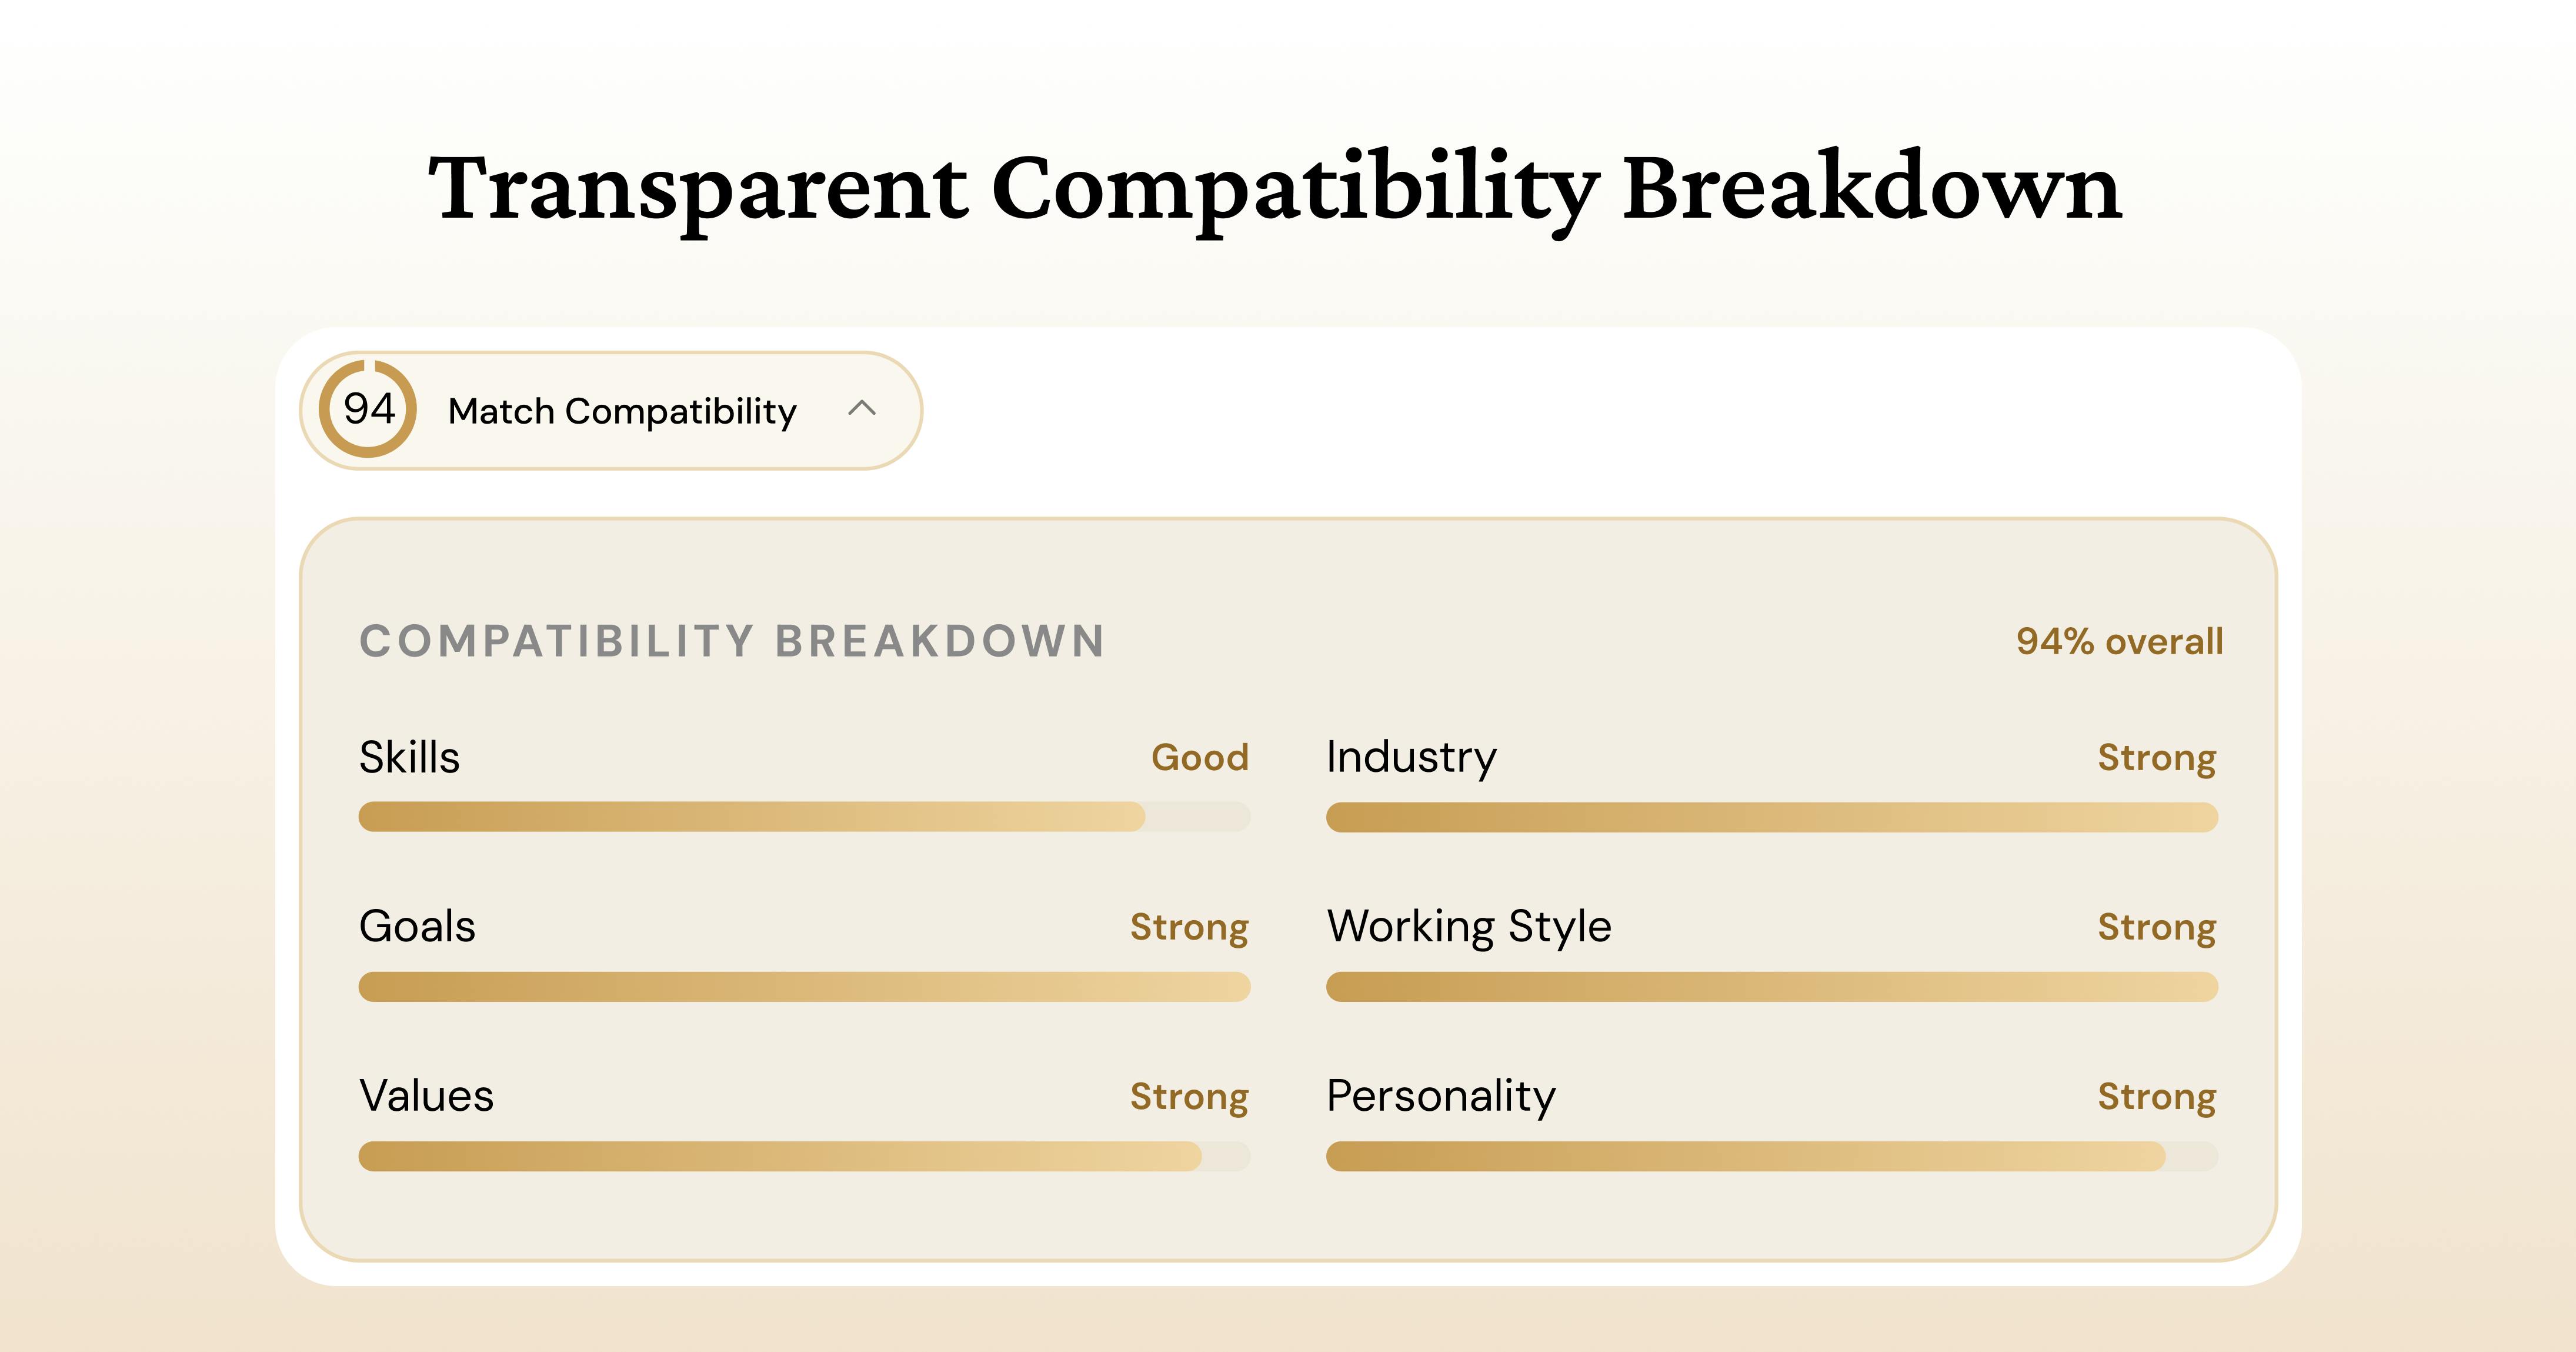 Transparent Compatibility Breakdown
94 Match Compatibility
COMPATIBILITY BREAKDOWN 94% overall
Skills Good Industry Strong
Goals Strong Working Style Strong
Values Strong Personality Strong